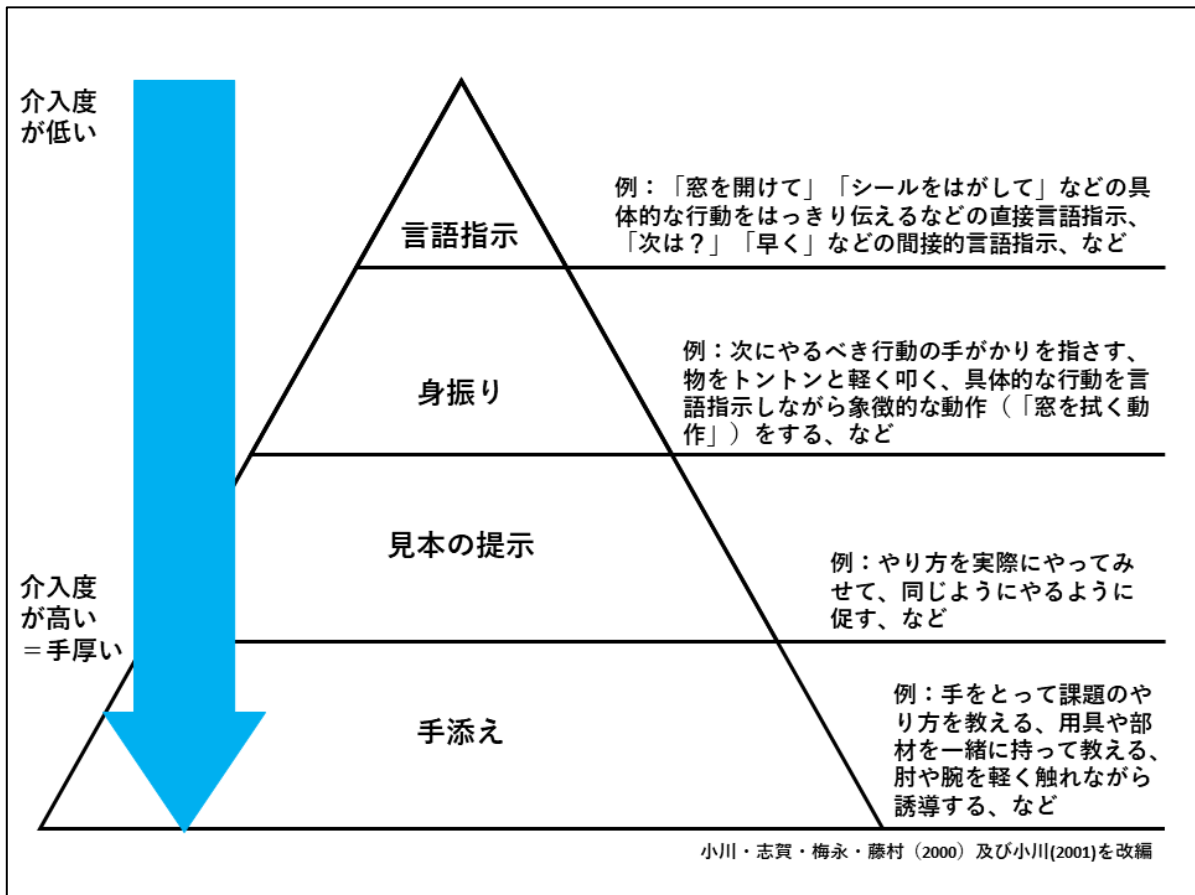 介入度
が低い
言語指示
例：「窓を開けて」「シールをはがして」などの具
体的な行動をはっきり伝えるなどの直接言語指示、
「次は？」「早く」などの間接的言語指示、など
身振り
例：次にやるべき行動の手がかりを指さす、
物をトントンと軽く叩く、具体的な行動を言
語指示しながら象徴的な動作（「窓を拭く動
作」）をする、など
見本の提示
例：やり方を実際にやってみ
せて、同じようにやるように
促す、など
介入度
が高い
＝手厚い
手添え
例：手をとって課題のや
り方を教える、用具や部
材を一緒に持って教える、
肘や腕を軽く触れながら
誘導する、など
小川・志賀・梅永・藤村（2000）及び小川(2001)を改編